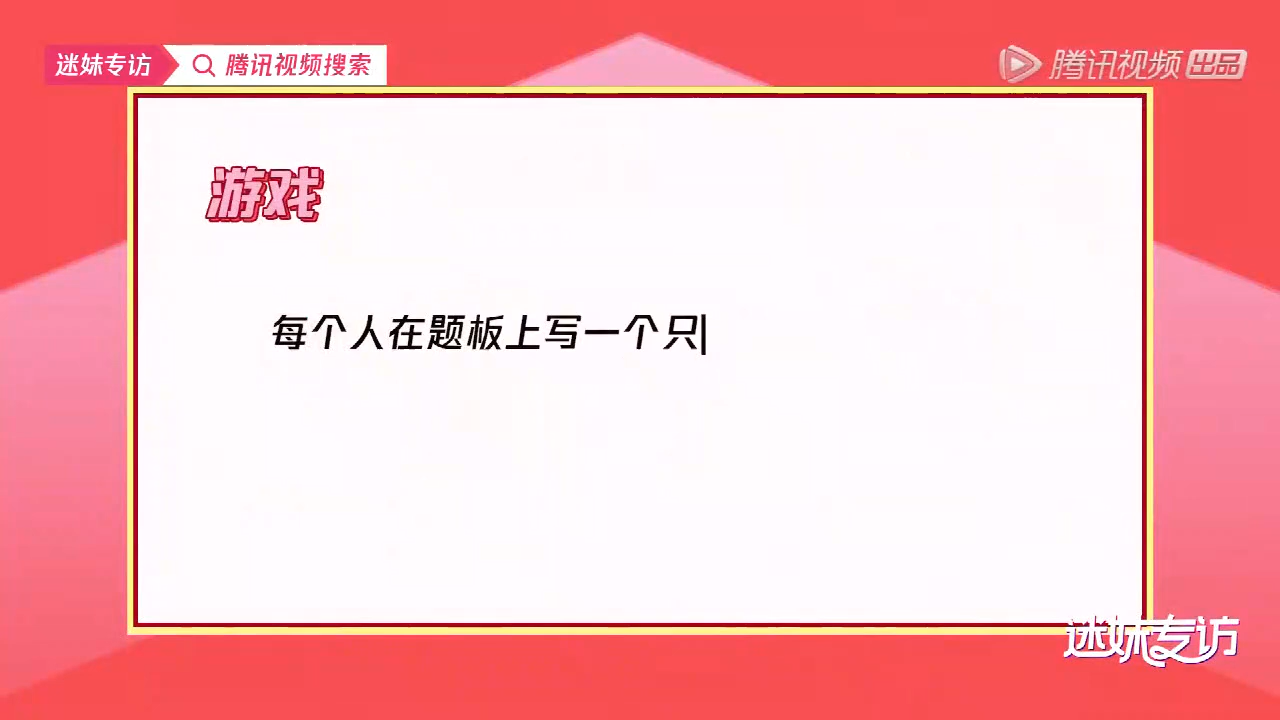 迷妹专访 腾讯视频搜索
腾讯视频 出品
游戏
每个人在题板上写一个只
迷妹专访